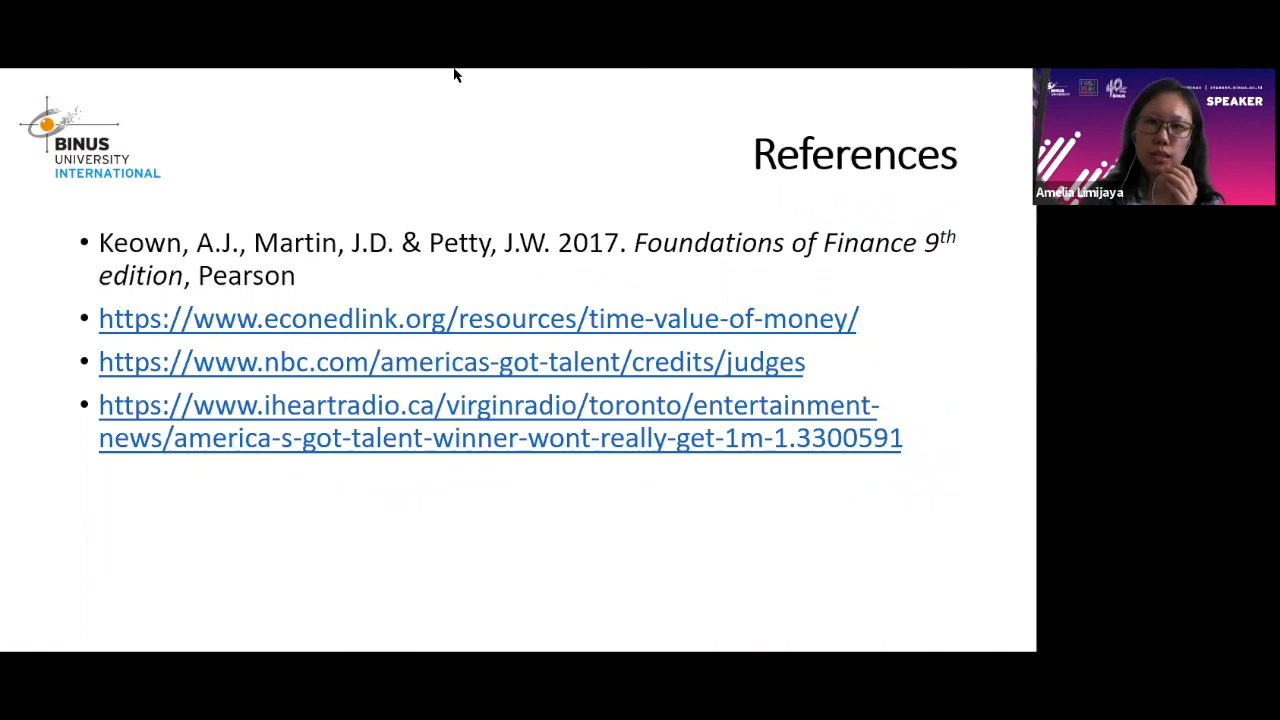 BINUS
UNIVERSITY
INTERNATIONAL
References
SPEAKER
Amelia Limijaya
• Keown, A.J., Martin, J.D. & Petty, J.W. 2017. Foundations of Finance 9th
edition, Pearson
• https://www.econedlink.org/resources/time-value-of-money/
• https://www.nbc.com/americas-got-talent/credits/judges
• https://www.iheartradio.ca/virginradio/toronto/entertainment-
news/america-s-got-talent-winner-wont-really-get-1m-1.3300591